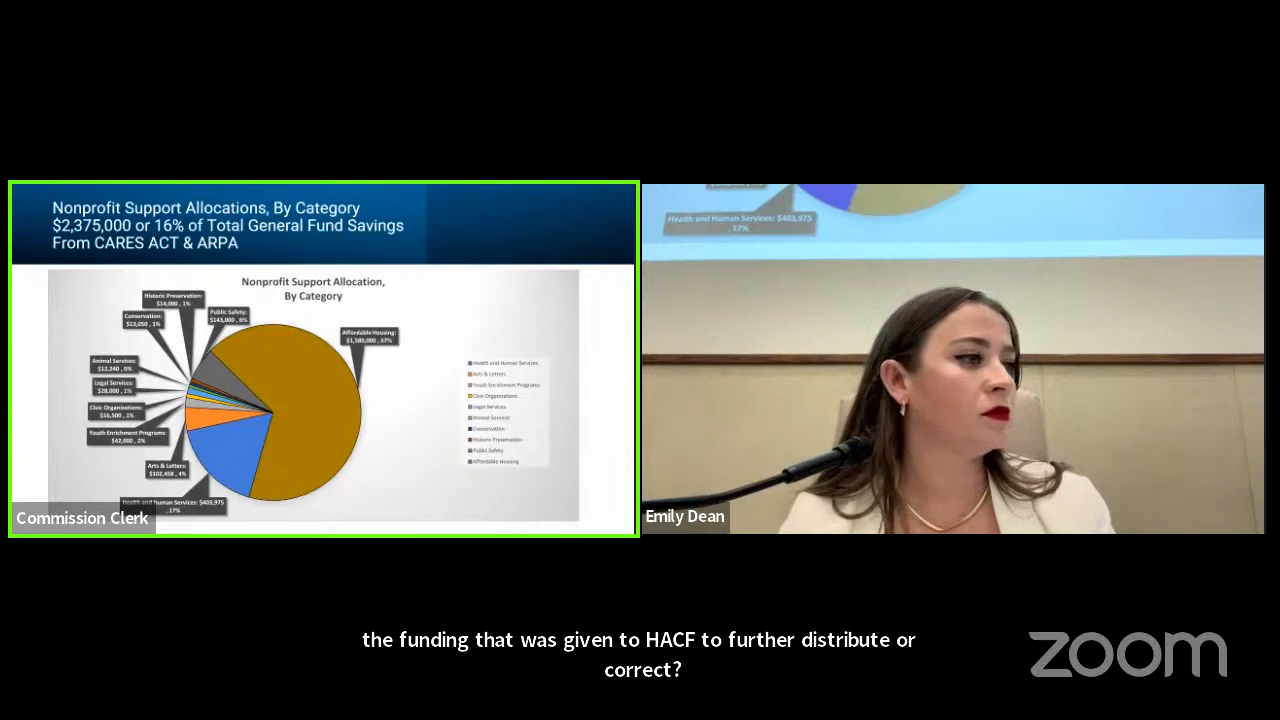 Nonprofit Support Allocations, By Category
$2,375,000 or 16% of Total General Fund Savings
From CARES ACT & ARPA
Nonprofit Support Allocation,
By Category
Historic Preservation:
$14,000 , 1%
Conservation:
$13,050 , 1%
Public Safety:
$143,000 , 6%
Affordable Housing:
$1,580,000 , 67%
Animal Services:
$12,240 , 0%
Legal Services:
$28,000 , 1%
Civic Organizations:
$16,500 , 1%
Youth Enrichment Programs:
$42,000 , 2%
Arts & Letters:
$102,458 , 4%
Health and Human Services: $403,975
, 17%
Health and Human Services
Arts & Letters
Youth Enrichment Programs
Civic Organizations
Legal Services
Animal Services
Conservation
Historic Preservation
Public Safety
Affordable Housing
Commission Clerk
Health and Human Services: $403,975
, 17%
Emily Dean
the funding that was given to HACF to further distribute or
correct?
zoom